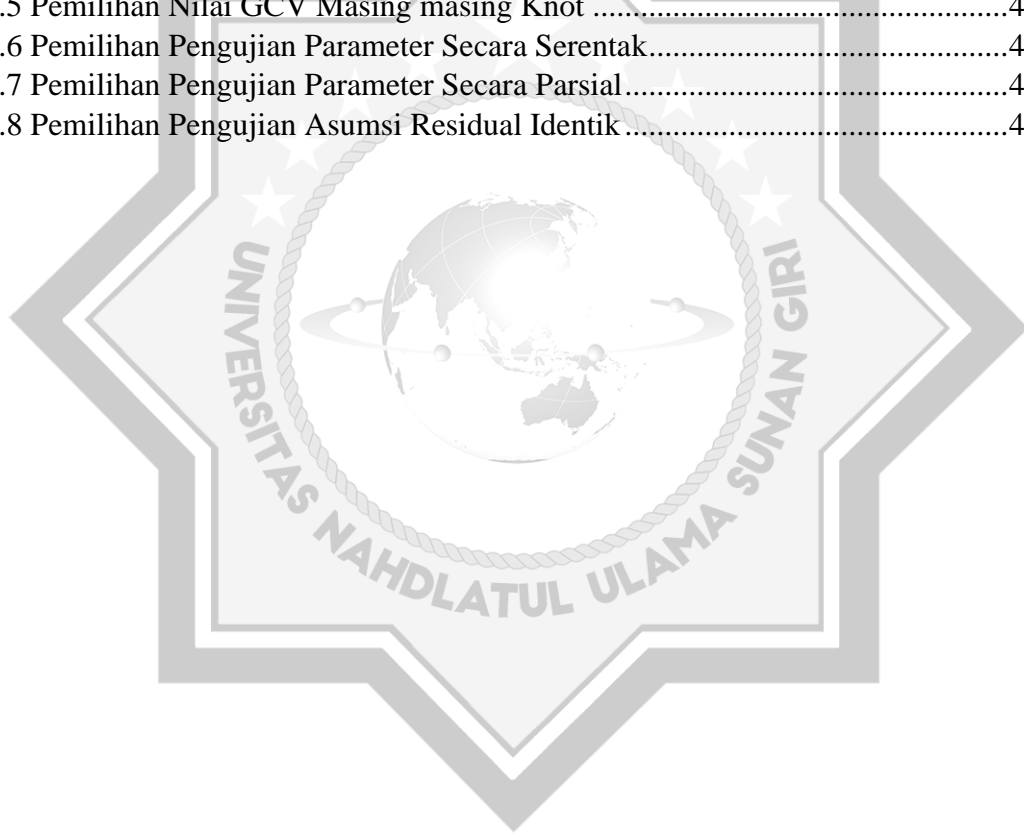 .5 Pemilihan Nilai GCV Masing masing Knot ....................................................4
.6 Pemilihan Pengujian Parameter Secara Serentak.............................................4
.7 Pemilihan Pengujian Parameter Secara Parsial................................................4
.8 Pemilihan Pengujian Asumsi Residual Identik ................................................4
UNIVERSITAS NAHDLATUL ULAMA SUNAN GIRI